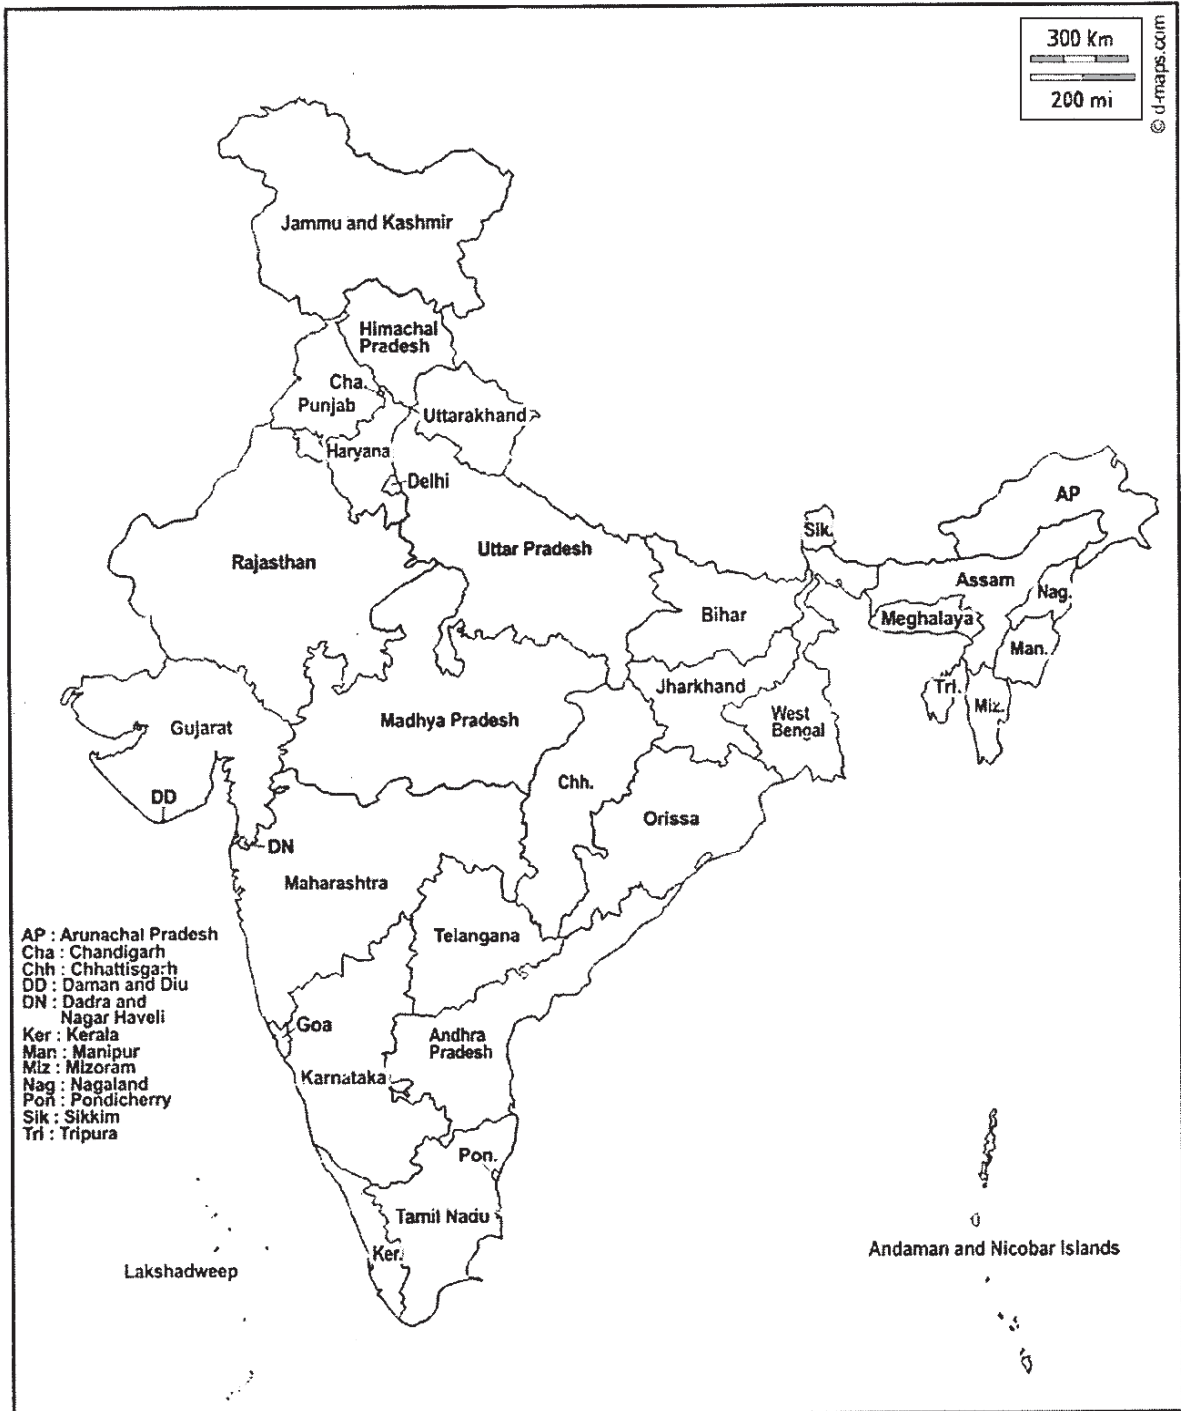 300 Km
200 mi
© d-maps.com
Jammu and Kashmir
Himachal
Pradesh
Cha.
Punjab
Uttarakhand
Haryana
Delhi
AP
Sik.
Rajasthan
Uttar Pradesh
Assam
Nag.
Bihar
Meghalaya
Man.
Jharkhand
Tri.
Miz.
Gujarat
Madhya Pradesh
West
Bengal
Chh.
DD
Orissa
DN
Maharashtra
Telangana
AP : Arunachal Pradesh
Cha : Chandigarh
Chh : Chhattisgarh
DD : Daman and Diu
DN : Dadra and
Nagar Haveli
Ker : Kerala
Man : Manipur
Miz : Mizoram
Nag : Nagaland
Pon : Pondicherry
Sik : Sikkim
Tri : Tripura
Goa
Andhra
Pradesh
Karnataka
Pon.
Tamil Nadu
Ker.
Lakshadweep
Andaman and Nicobar Islands